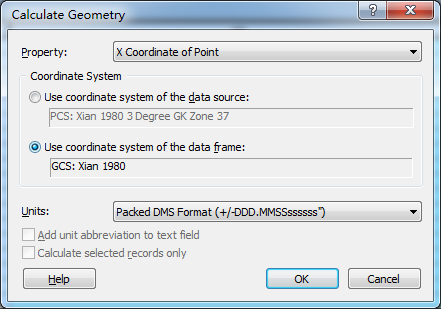 Calculate Geometry
?
Property: X Coordinate of Point
Coordinate System
Use coordinate system of the data source:
PCS: Xian 1980 3 Degree GK Zone 37
Use coordinate system of the data frame:
GCS: Xian 1980
Units: Packed DMS Format (+/-DDD.MMSSssssss")
Add unit abbreviation to text field
Calculate selected records only
Help OK Cancel